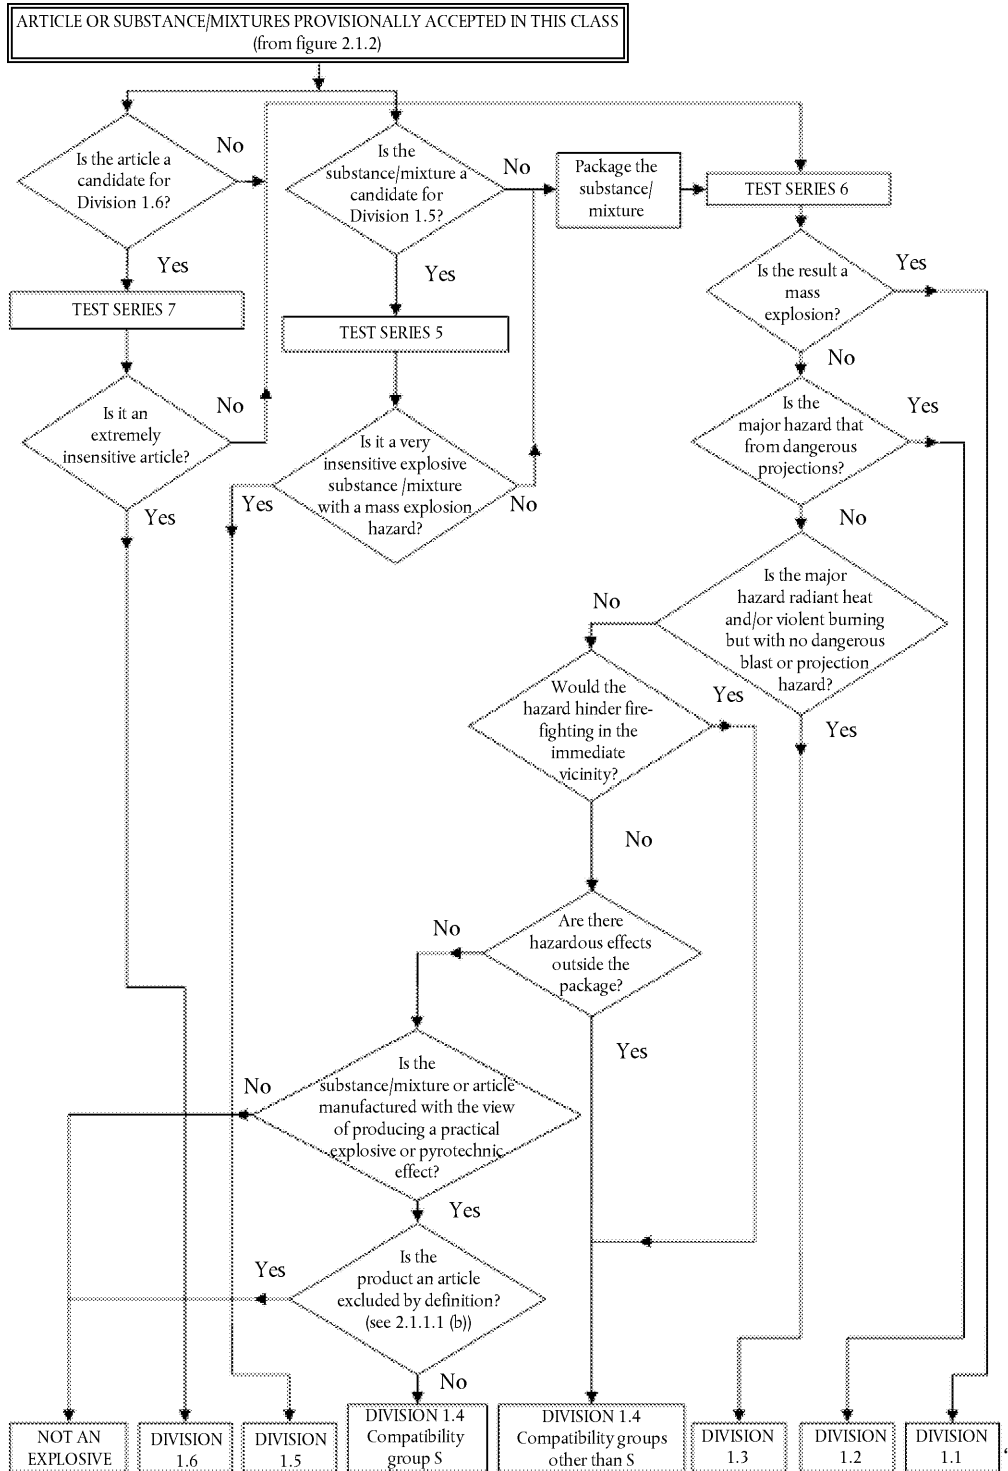 ARTICLE OR SUBSTANCE/MIXTURES PROVISIONALLY ACCEPTED IN THIS CLASS
(from figure 2.1.2)
Is the article a
candidate for
Division 1.6?
No
Yes
Is the
substance/mixture a
candidate for
Division 1.5?
No
Yes
Package the
substance/
mixture
TEST SERIES 6
TEST SERIES 7
TEST SERIES 5
Is the result a
mass
explosion?
Yes
No
Is it an
extremely
insensitive article?
No
Yes
Is it a very
insensitive explosive
substance /mixture
with a mass explosion
hazard?
Yes
No
Is the
major hazard that
from dangerous
projections?
Yes
No
Is the major
hazard radiant heat
and/or violent burning
but with no dangerous
blast or projection
hazard?
No
Yes
Would the
hazard hinder fire-
fighting in the
immediate
vicinity?
Yes
No
Are there
hazardous effects
outside the
package?
No
Yes
Is the
substance/mixture or article
manufactured with the view
of producing a practical
explosive or pyrotechnic
effect?
No
Yes
Is the
product an article
excluded by definition?
(see 2.1.1.1 (b))
Yes
No
NOT AN
EXPLOSIVE
DIVISION
1.6
DIVISION
1.5
DIVISION 1.4
Compatibility
group S
DIVISION 1.4
Compatibility groups
other than S
DIVISION
1.3
DIVISION
1.2
DIVISION
1.1